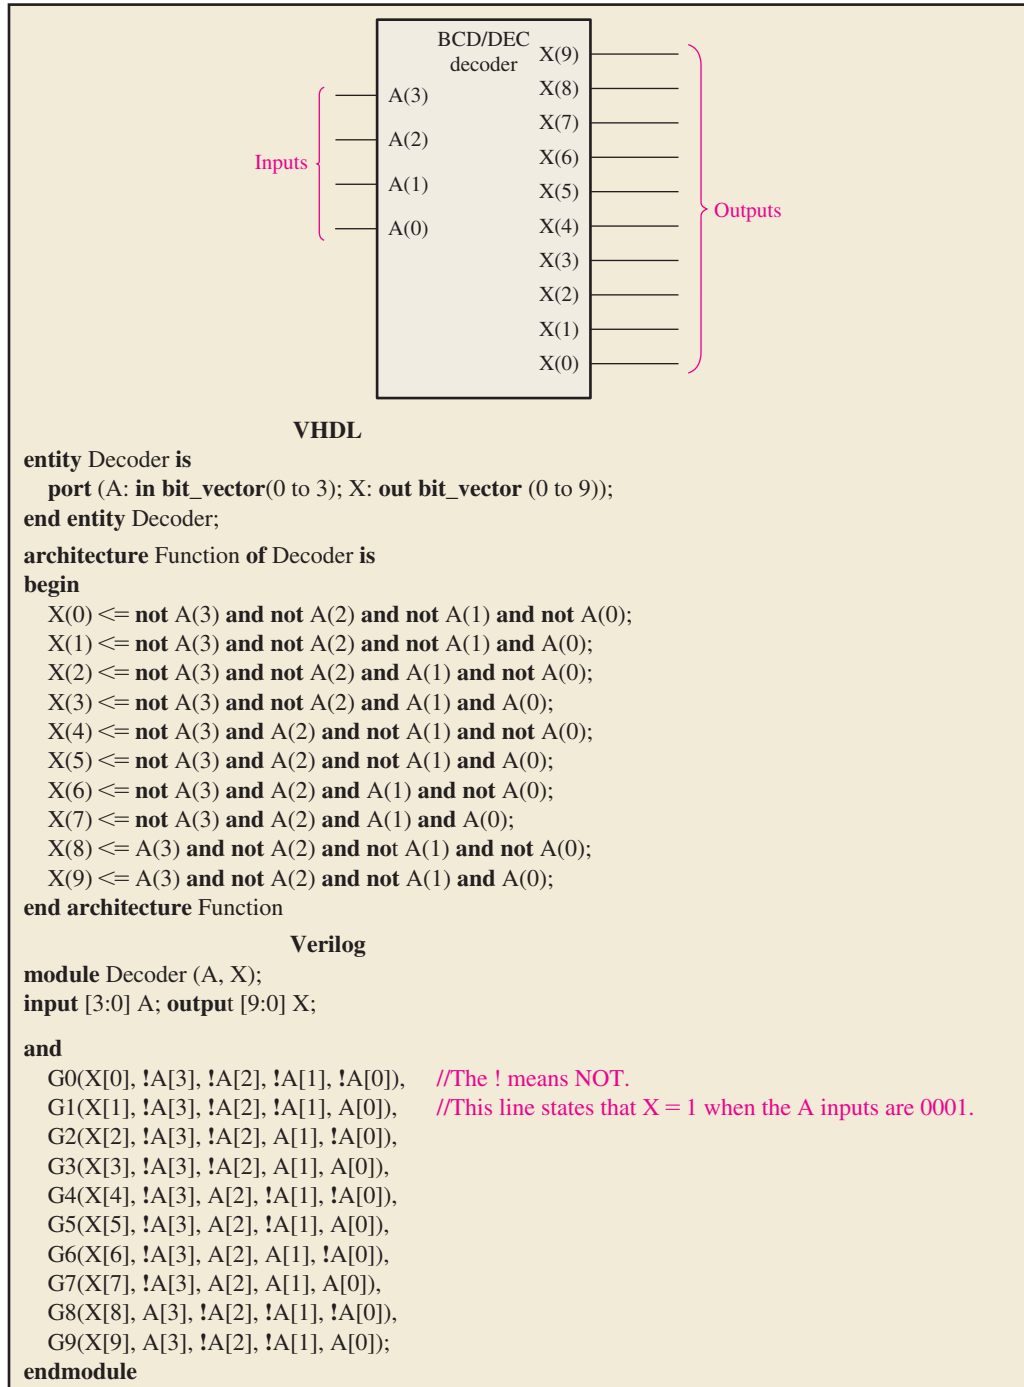 BCD/DEC
decoder
X(9)
X(8)
X(7)
X(6)
X(5)
X(4)
X(3)
X(2)
X(1)
X(0)
A(3)
A(2)
A(1)
A(0)
Inputs
Outputs
VHDL
entity Decoder is
port (A: in bit_vector(0 to 3); X: out bit_vector (0 to 9));
end entity Decoder;
architecture Function of Decoder is
begin
X(0) <= not A(3) and not A(2) and not A(1) and not A(0);
X(1) <= not A(3) and not A(2) and not A(1) and A(0);
X(2) <= not A(3) and not A(2) and A(1) and not A(0);
X(3) <= not A(3) and not A(2) and A(1) and A(0);
X(4) <= not A(3) and A(2) and not A(1) and not A(0);
X(5) <= not A(3) and A(2) and not A(1) and A(0);
X(6) <= not A(3) and A(2) and A(1) and not A(0);
X(7) <= not A(3) and A(2) and A(1) and A(0);
X(8) <= A(3) and not A(2) and not A(1) and not A(0);
X(9) <= A(3) and not A(2) and not A(1) and A(0);
end architecture Function
Verilog
module Decoder (A, X);
input [3:0] A; output [9:0] X;
and
G0(X[0], !A[3], !A[2], !A[1], !A[0]), //The ! means NOT.
G1(X[1], !A[3], !A[2], !A[1], A[0]), //This line states that X = 1 when the A inputs are 0001.
G2(X[2], !A[3], !A[2], A[1], !A[0]),
G3(X[3], !A[3], !A[2], A[1], A[0]),
G4(X[4], !A[3], A[2], !A[1], !A[0]),
G5(X[5], !A[3], A[2], !A[1], A[0]),
G6(X[6], !A[3], A[2], A[1], !A[0]),
G7(X[7], !A[3], A[2], A[1], A[0]),
G8(X[8], A[3], !A[2], !A[1], !A[0]),
G9(X[9], A[3], !A[2], !A[1], A[0]);
endmodule